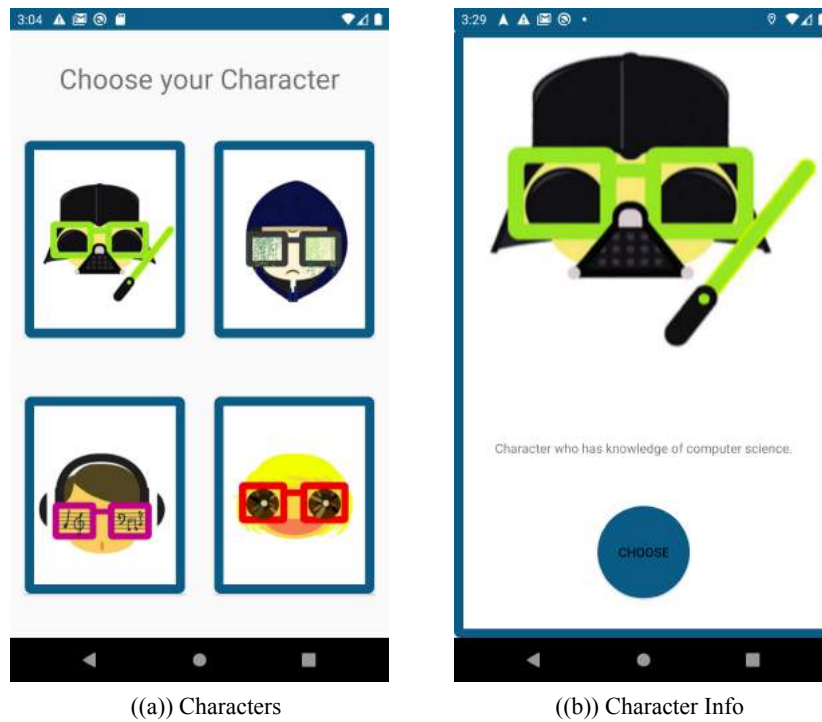 3:04
Choose your Character
((a)) Characters
3:29
Character who has knowledge of computer science.
CHOOSE
((b)) Character Info